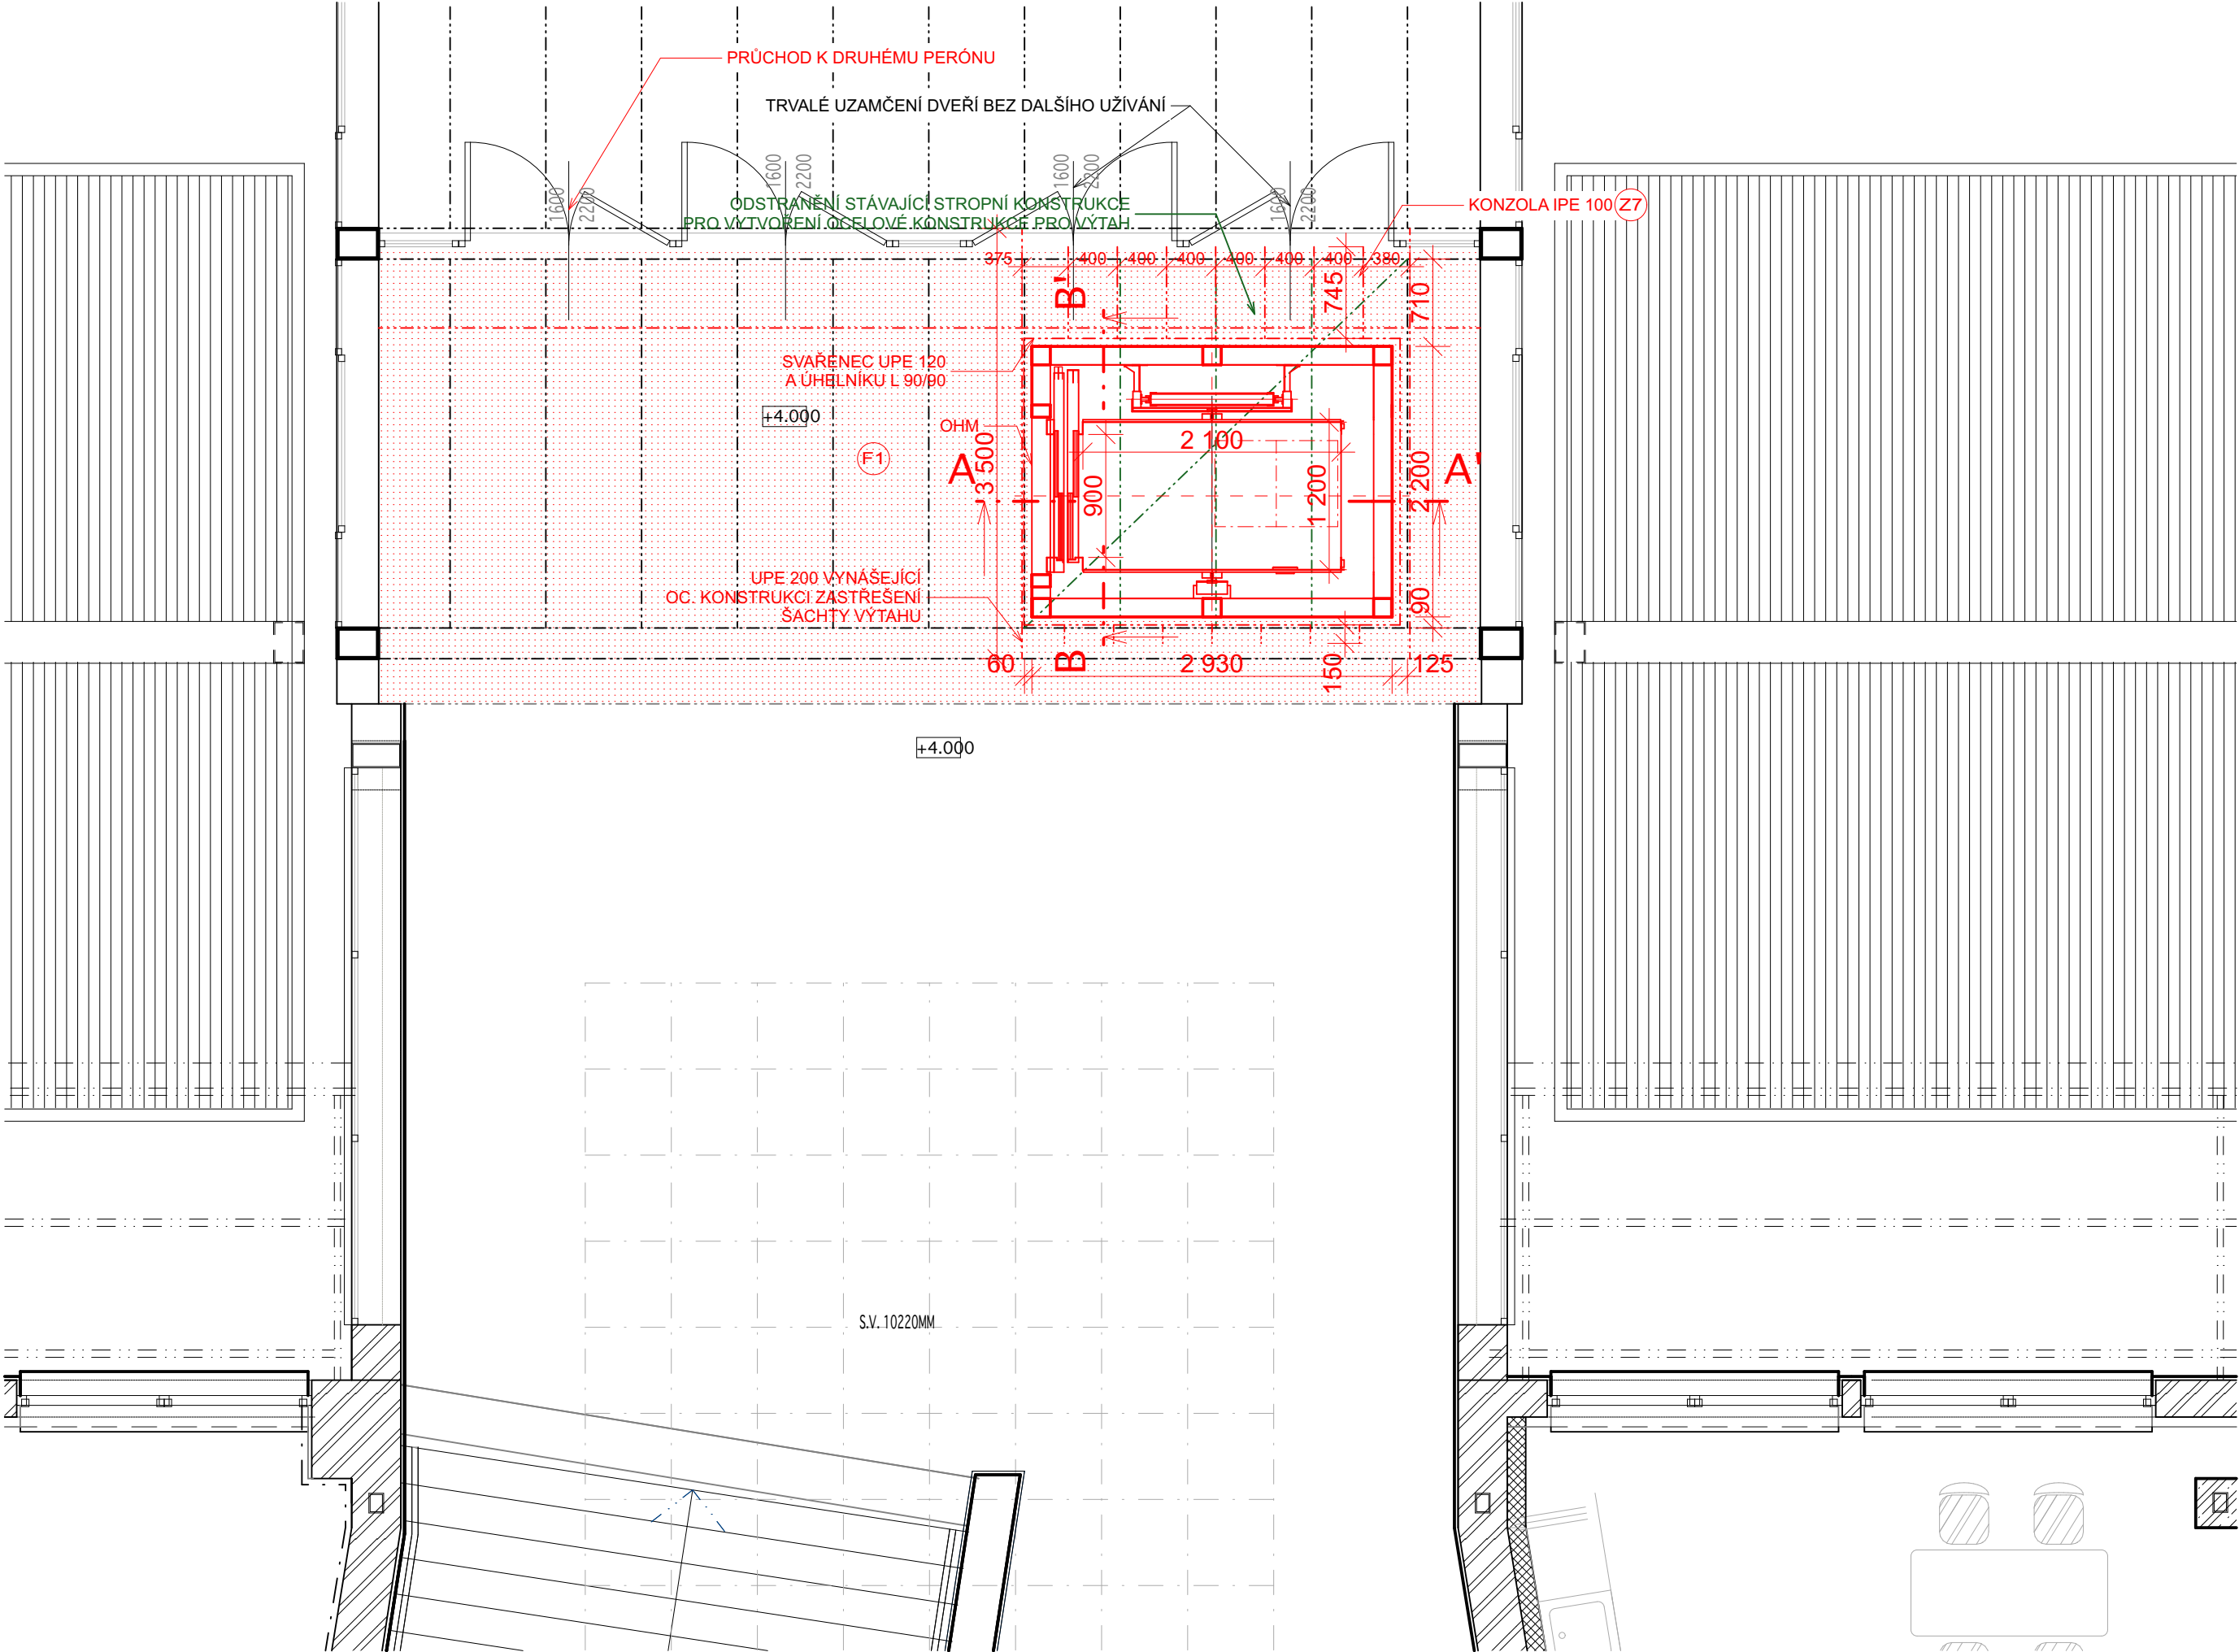 PRŮCHOD K DRUHÉMU PERÓNU
TRVALÉ UZAMČENÍ DVEŘÍ BEZ DALŠÍHO UŽÍVÁNÍ
1600
2200
1600
2200
1600
2200
1600
2200
ODSTRANĚNÍ STÁVAJÍCÍ STROPNÍ KONSTRUKCE
PRO VYTVOŘENÍ OCELOVÉ KONSTRUKCE PRO VÝTAH
KONZOLA IPE 100 Z7
375 400 400 400 400 400 400 380
745
710
B'
SVAŘENEC UPE 120
A ÚHELNÍKU L 90/90
+4.000
OHM
F1
A
3 500
2 100
900
1 200
2 200
A'
UPE 200 VYNÁŠEJÍCÍ
OC. KONSTRUKCI ZASTŘEŠENÍ
ŠACHTY VÝTAHU
90
60
B
2 930
150
125
+4.000
S.V. 10220MM